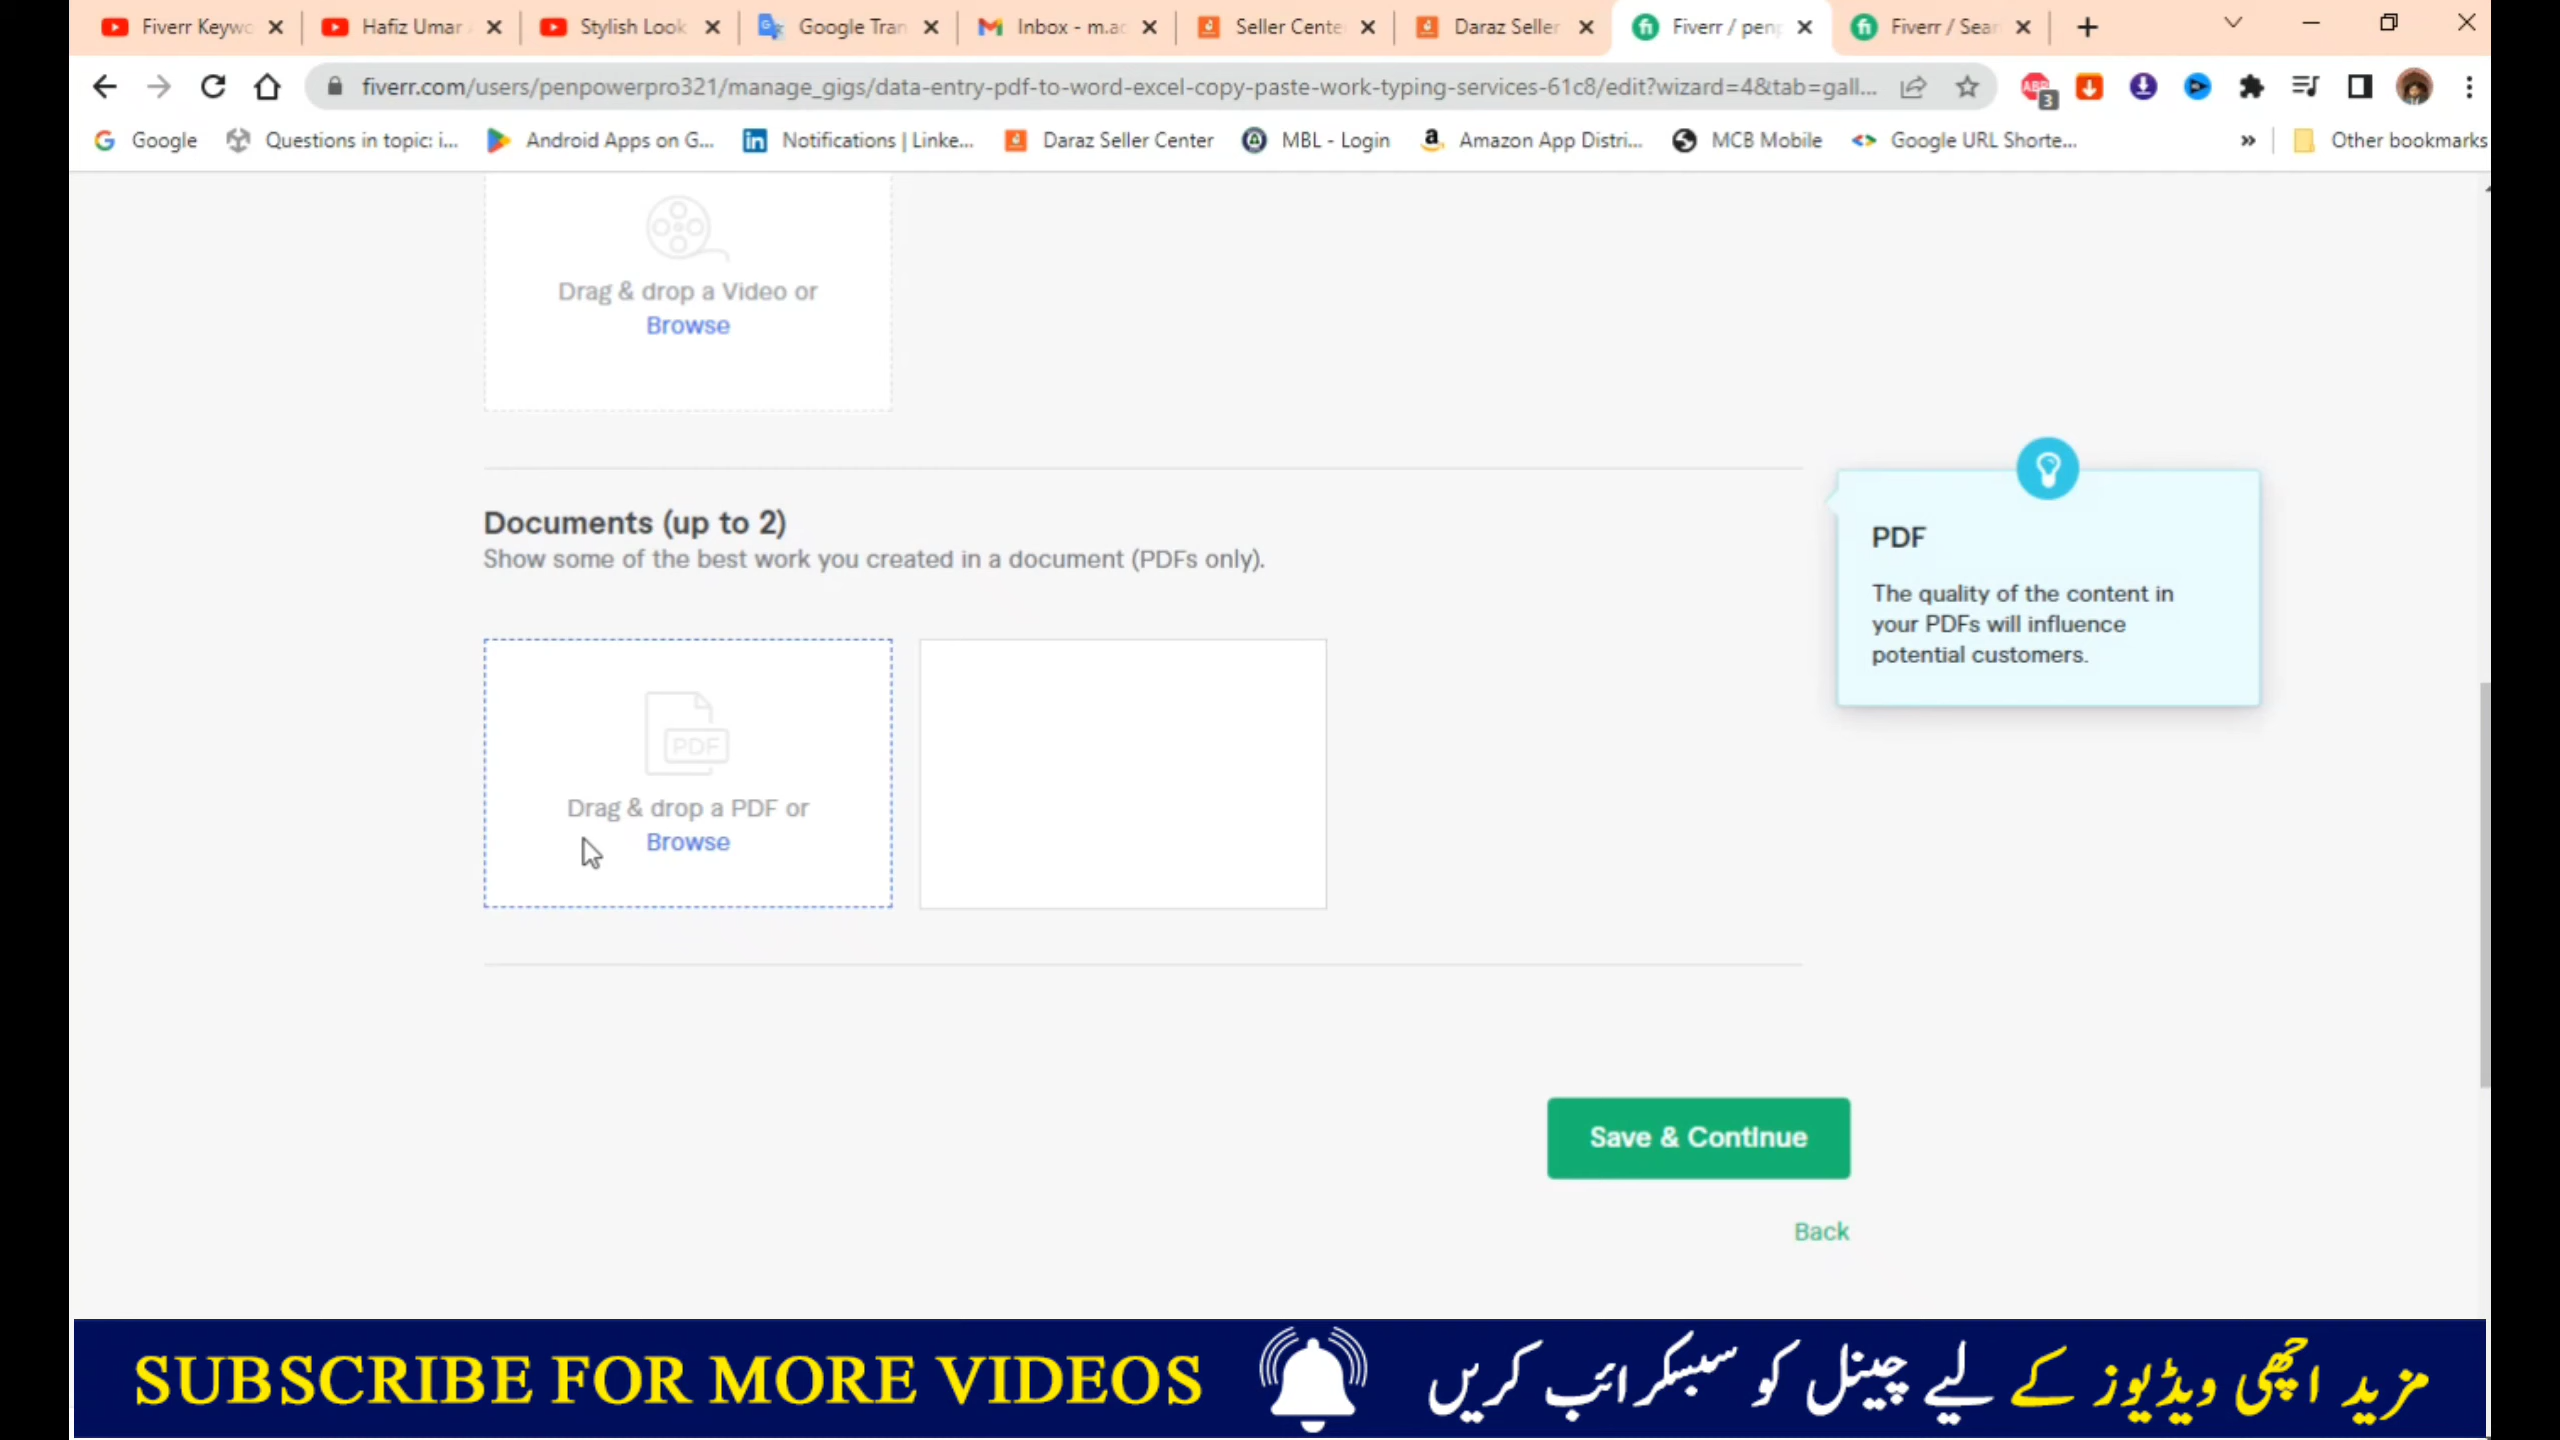 Fiverr Keywo
Hafiz Umar
Stylish Look
Google Tran
Inbox - m.ac
Seller Cente
Daraz Seller
Fiverr / penp
Fiverr / Sear
fiverr.com/users/penpowerpro321/manage_gigs/data-entry-pdf-to-word-excel-copy-paste-work-typing-services-61c8/edit?wizard=4&tab=gall...
ABP
3
Google
Questions in topic: i...
Android Apps on G...
Notifications | Linke...
Daraz Seller Center
MBL - Login
Amazon App Distri...
MCB Mobile
Google URL Shorte...
Other bookmarks
Drag & drop a Video or
Browse
Documents (up to 2)
Show some of the best work you created in a document (PDFs only).
PDF
The quality of the content in
your PDFs will influence
potential customers.
PDF
Drag & drop a PDF or
Browse
Save & Continue
Back
SUBSCRIBE FOR MORE VIDEOS
مزید اچھی ویڈیوز کے لیے چینل کو سبسکرائب کریں